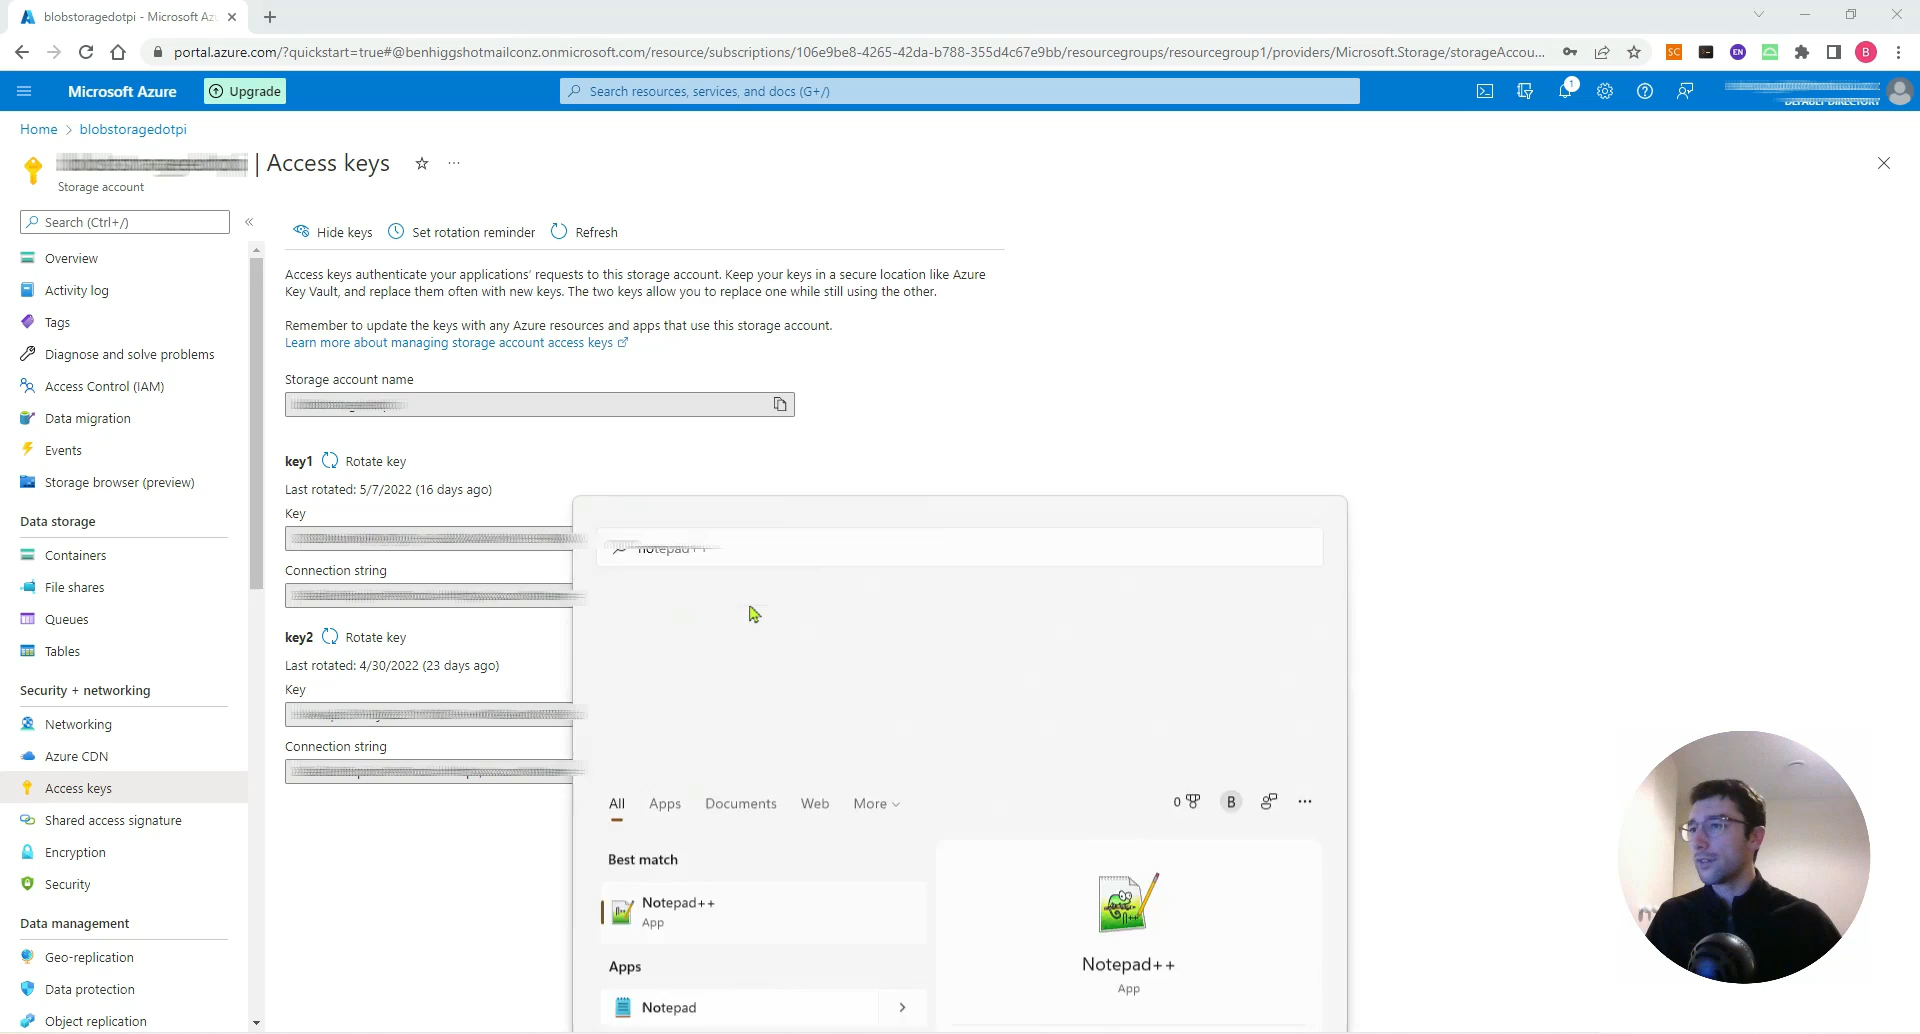 blobstoragedotpi - Microsoft Az
portal.azure.com/?quickstart=true#@benhiggshotmailconz.onmicrosoft.com/resource/subscriptions/106e9be8-4265-42da-b788-355d4c67e9bb/resourcegroups/resourcegroup1/providers/Microsoft.Storage/storageAccou...
SC
EN
B
Microsoft Azure
Upgrade
Search resources, services, and docs (G+/)
1
DEFAULT DIRECTORY
Home > blobstoragedotpi
| Access keys
Storage account
Search (Ctrl+/)
Overview
Activity log
Tags
Diagnose and solve problems
Access Control (IAM)
Data migration
Events
Storage browser (preview)
Data storage
Containers
File shares
Queues
Tables
Security + networking
Networking
Azure CDN
Access keys
Shared access signature
Encryption
Security
Data management
Geo-replication
Data protection
Object replication
Hide keys
Set rotation reminder
Refresh
Access keys authenticate your applications' requests to this storage account. Keep your keys in a secure location like Azure
Key Vault, and replace them often with new keys. The two keys allow you to replace one while still using the other.
Remember to update the keys with any Azure resources and apps that use this storage account.
Learn more about managing storage account access keys
Storage account name
key1 Rotate key
Last rotated: 5/7/2022 (16 days ago)
Key
Connection string
key2 Rotate key
Last rotated: 4/30/2022 (23 days ago)
Key
Connection string
notepad++
All Apps Documents Web More
0
B
Best match
Notepad++
App
Apps
Notepad
Notepad++
App